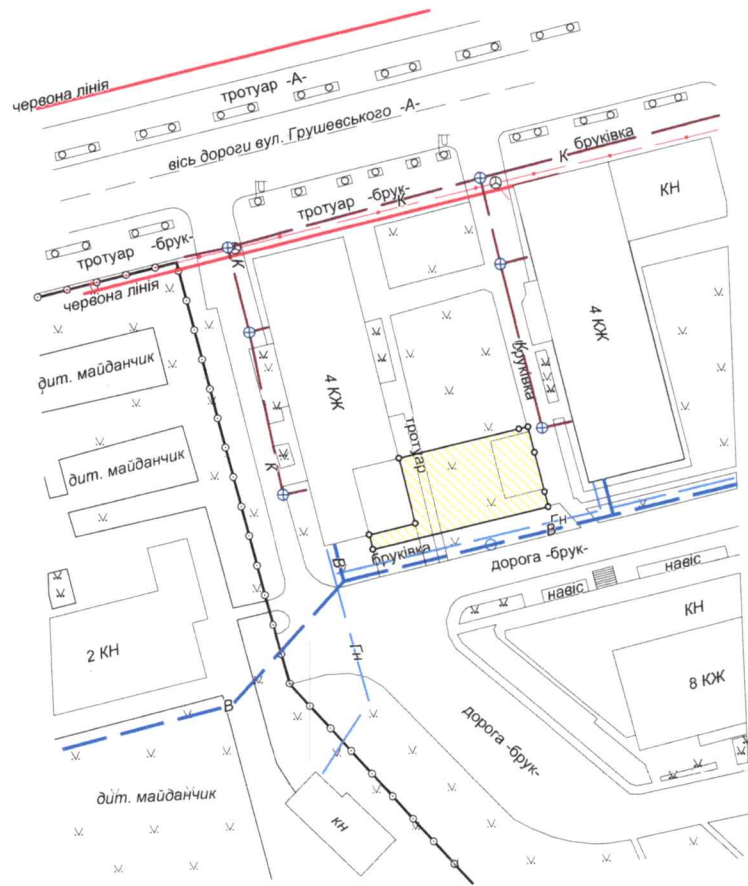 червона лінія
тротуар -А-
вісь дороги вул. Грушевського -А-
К
бруківка
КН
тротуар -брук-
К
тротуар -брук-
К
червона лінія
4 КЖ
4 КЖ
К
Бруківка
дит. майданчик
тротуар
дит. майданчик
К
Гн
В
бруківка
В
дорога -брук-
навіс
навіс
КН
2 КН
Гн
8 КЖ
В
дорога -брук-
дит. майданчик
КН